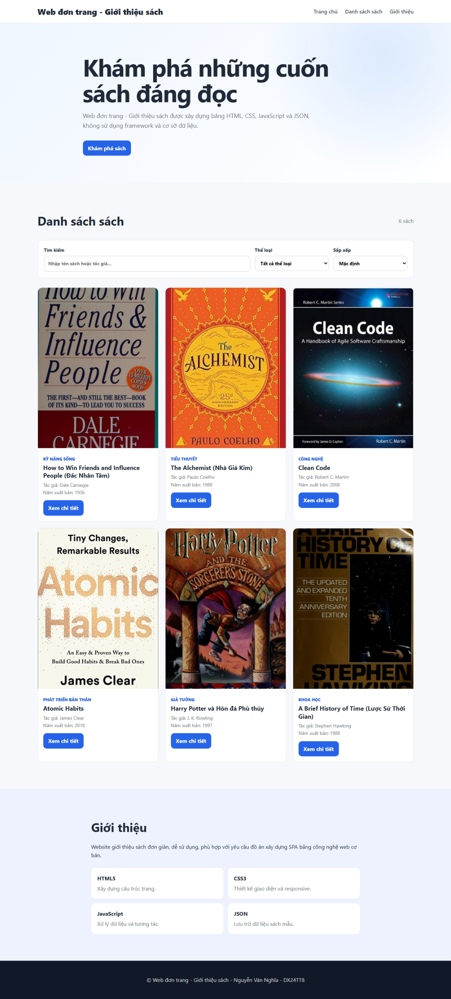 Web đơn trang - Giới thiệu sách
Trang chủ Danh sách sách Giới thiệu
Khám phá những cuốn
sách đáng đọc
Web đơn trang - Giới thiệu sách được xây dựng bằng HTML, CSS, JavaScript và JSON,
không sử dụng framework và cơ sở dữ liệu.
Khám phá sách
Danh sách sách
6 sách
Tìm kiếm
Nhập tên sách hoặc tác giả...
Thể loại
Tất cả thể loại
Sắp xếp
Mặc định
How to Win
Friends &
Influence
People
OVER
15 MILLION
COPIES
SOLD
THE FIRST—AND STILL THE BEST—BOOK
OF ITS KIND—TO LEAD YOU TO SUCCESS
DALE
CARNEGIE
KỸ NĂNG SỐNG
How to Win Friends and Influence
People (Đắc Nhân Tâm)
Tác giả: Dale Carnegie
Năm xuất bản: 1936
Xem chi tiết
The
ALCHEMIST
25th
ANNIVERSARY
EDITION
PAULO COELHO
TIỂU THUYẾT
The Alchemist (Nhà Giả Kim)
Tác giả: Paulo Coelho
Năm xuất bản: 1988
Xem chi tiết
PRENTICE
HALL
Robert C. Martin Series
Clean Code
A Handbook of Agile Software Craftsmanship
Foreword by James O. Coplien
Robert C. Martin
CÔNG NGHỆ
Clean Code
Tác giả: Robert C. Martin
Năm xuất bản: 2008
Xem chi tiết
Tiny Changes,
Remarkable Results
Atomic
Habits
An Easy & Proven Way to
Build Good Habits & Break Bad Ones
James Clear
PHÁT TRIỂN BẢN THÂN
Atomic Habits
Tác giả: James Clear
Năm xuất bản: 2018
Xem chi tiết
Harry Potter
AND THE
SORCERER'S STONE
GIẢ TƯỞNG
Harry Potter và Hòn đá Phù thủy
Tác giả: J. K. Rowling
Năm xuất bản: 1997
Xem chi tiết
A BRIEF
HISTORY OF
TIME
THE UPDATED
AND EXPANDED
TENTH
ANNIVERSARY
EDITION
STEPHEN
HAWKING
KHOA HỌC
A Brief History of Time (Lược Sử Thời
Gian)
Tác giả: Stephen Hawking
Năm xuất bản: 1988
Xem chi tiết
Giới thiệu
Website giới thiệu sách đơn giản, dễ sử dụng, phù hợp với yêu cầu đồ án xây dựng SPA bằng công nghệ web cơ
bản.
HTML5
Xây dựng cấu trúc trang.
CSS3
Thiết kế giao diện và responsive.
JavaScript
Xử lý dữ liệu và tương tác.
JSON
Lưu trữ dữ liệu sách mẫu.
© Web đơn trang - Giới thiệu sách - Nguyễn Văn Nghĩa - DX24TT8